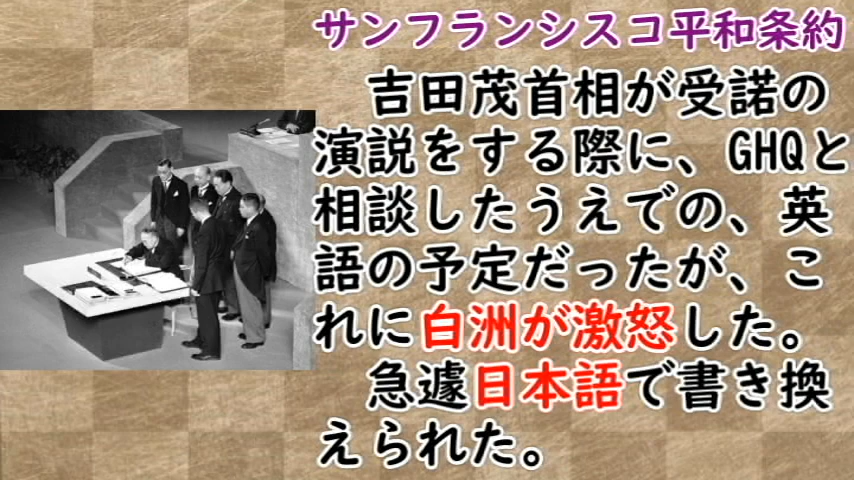 サンフランシスコ平和条約
吉田茂首相が受諾の
演説をする際に、GHQと
相談したうえでの、英
語の予定だったが、こ
れに白洲が激怒した。
急遽日本語で書き換
えられた。